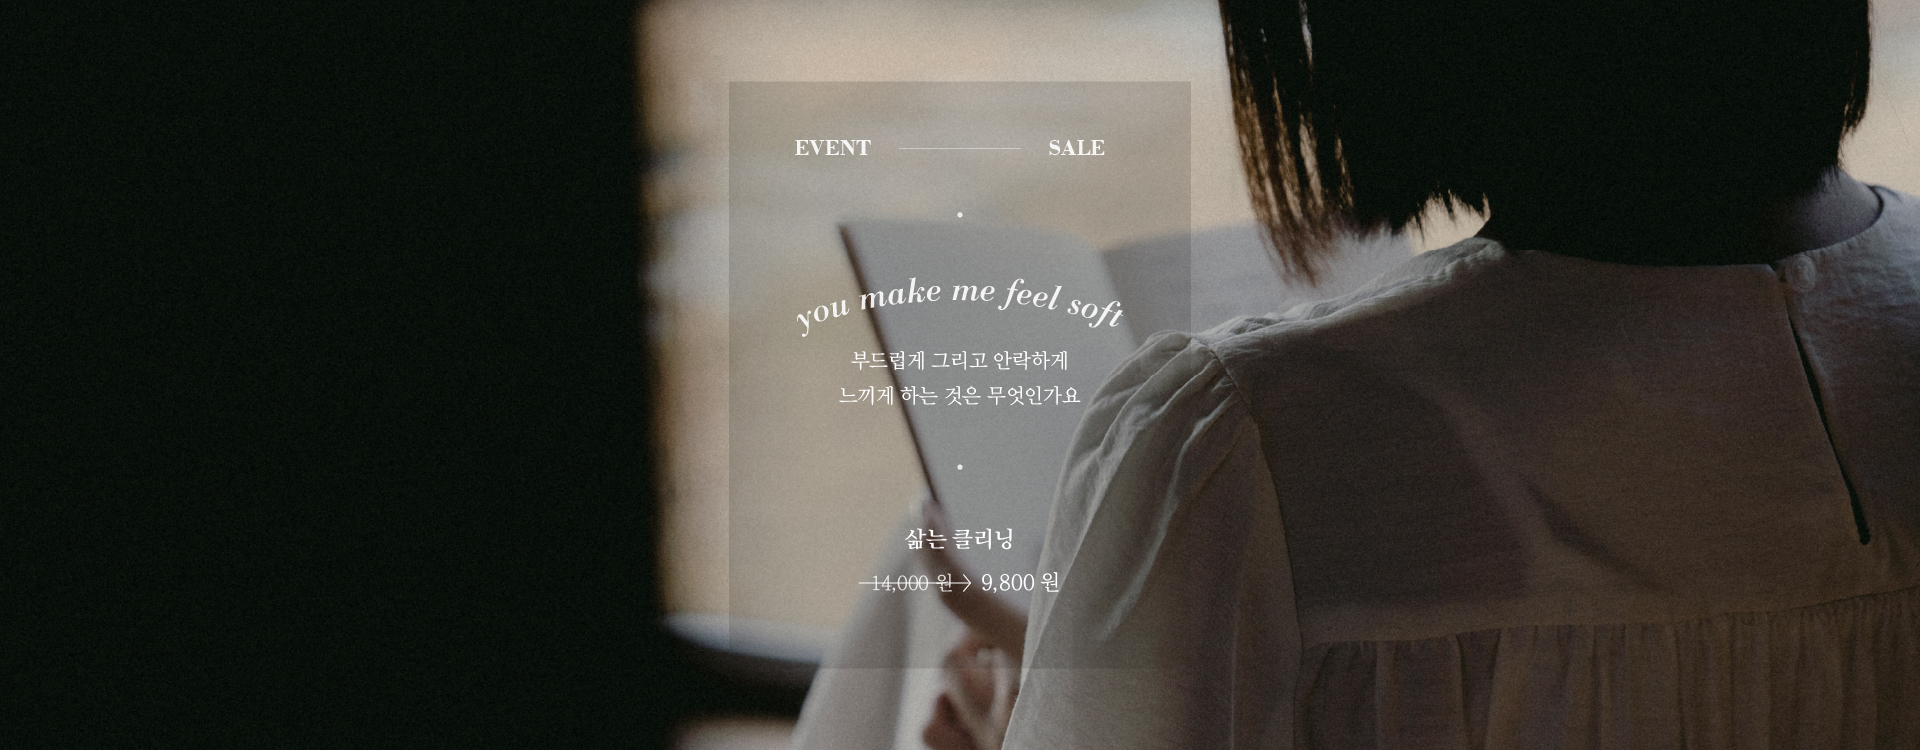 EVENT SALE
you make me feel soft
부드럽게 그리고 안락하게
느끼게 하는 것은 무엇인가요
삶는 클리닝
14,000 원 → 9,800 원